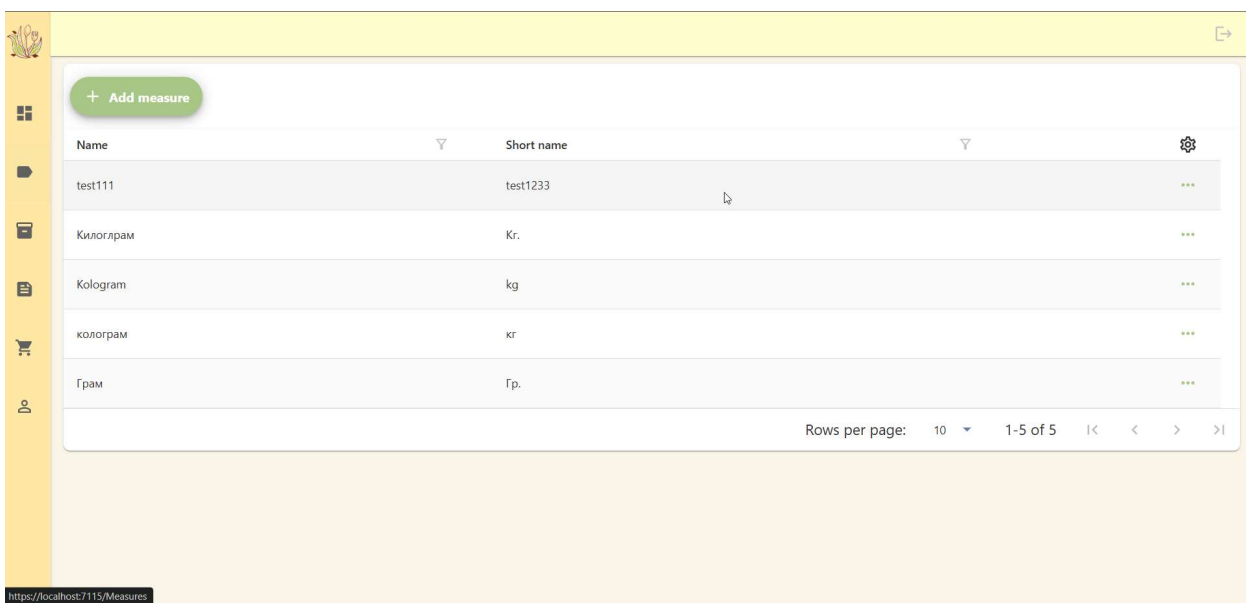 + Add measure
Name Short name
test111 test1233
Килоглрам Кг.
Kologram kg
колограм кг
Грам Гр.
Rows per page: 10 1-5 of 5
https://localhost:7115/Measures